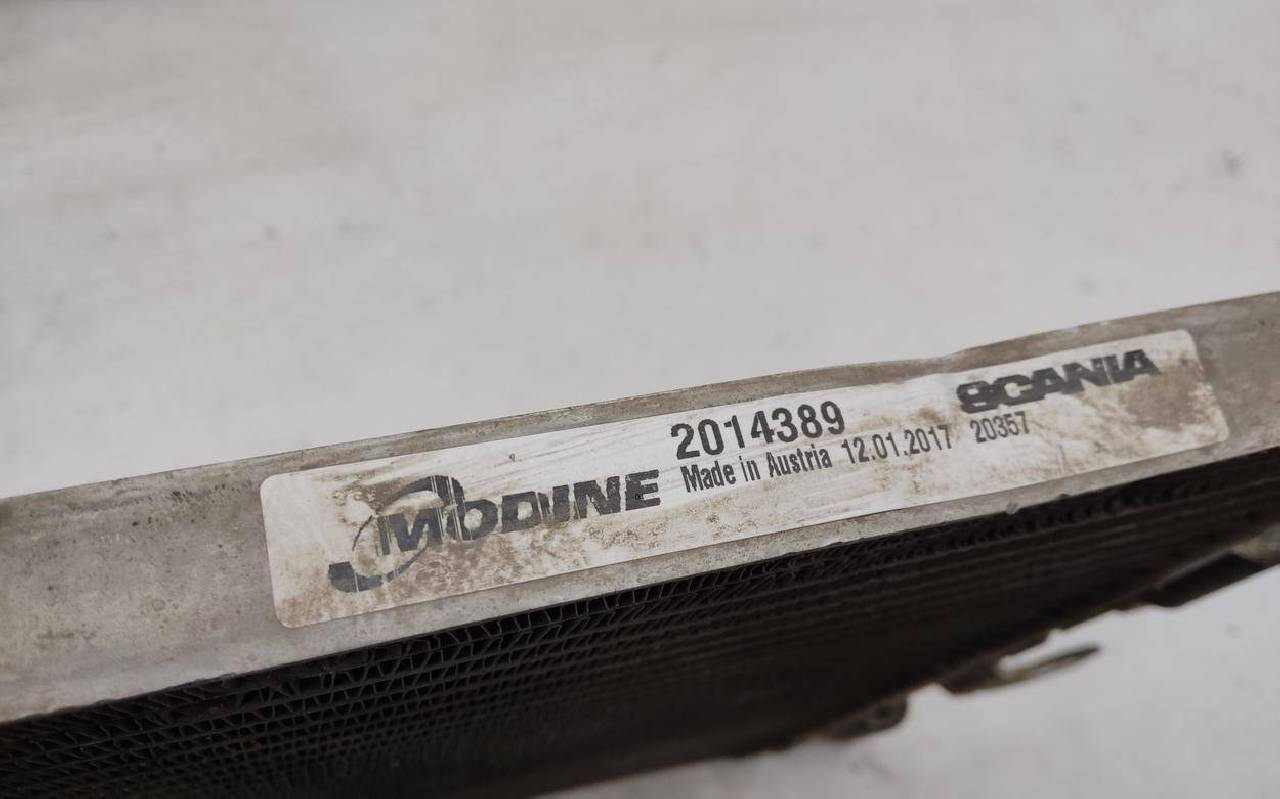 MODINE
2014389
Made in Austria 12.01.2017 20357
SCANIA